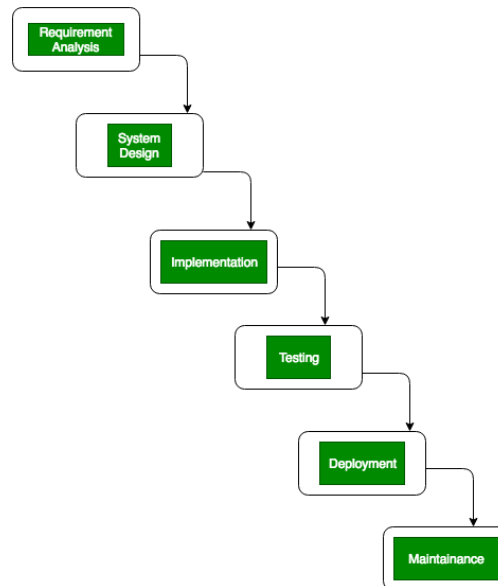 Requirement
Analysis
System
Design
Implementation
Testing
Deployment
Maintainance